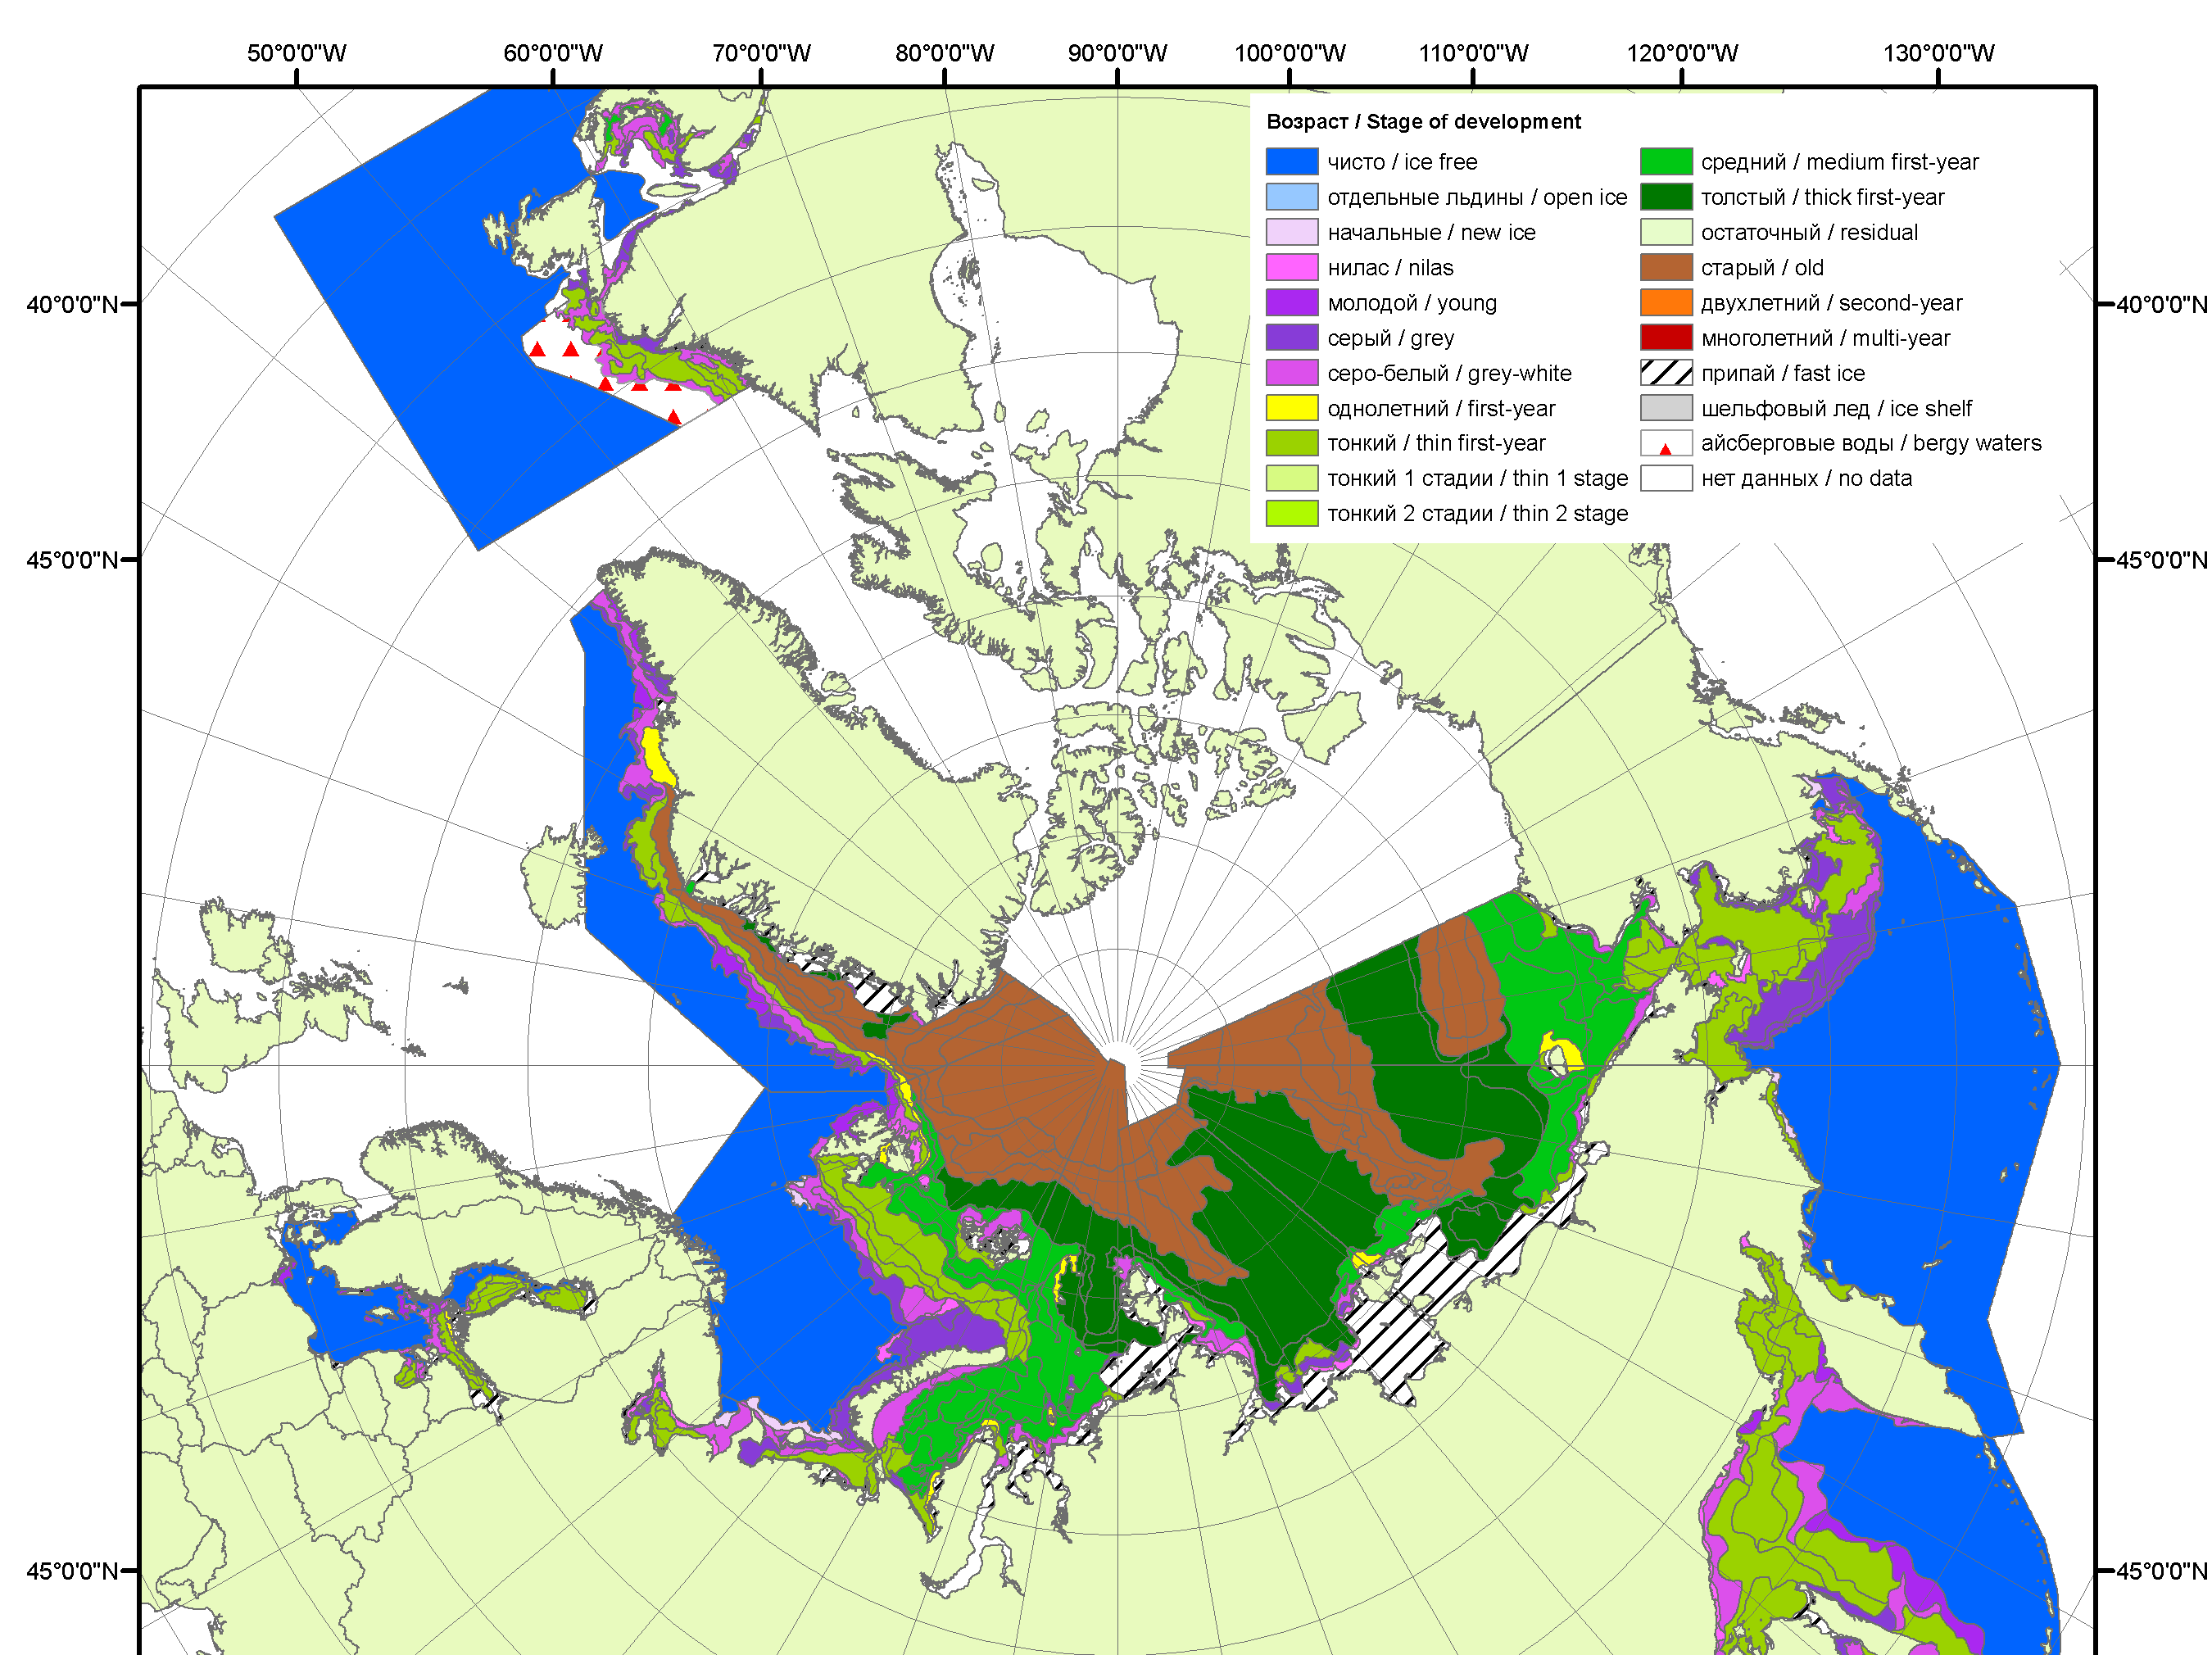 50°0'0"W 60°0'0"W 70°0'0"W 80°0'0"W 90°0'0"W 100°0'0"W 110°0'0"W 120°0'0"W 130°0'0"W
Возраст / Stage of development
чисто / ice free
отдельные льдины / open ice
начальные / new ice
нилас / nilas
молодой / young
серый / grey
серо-белый / grey-white
однолетний / first-year
тонкий / thin first-year
тонкий 1 стадии / thin 1 stage
тонкий 2 стадии / thin 2 stage
средний / medium first-year
толстый / thick first-year
остаточный / residual
старый / old
двухлетний / second-year
многолетний / multi-year
припай / fast ice
шельфовый лед / ice shelf
айсберговые воды / bergy waters
нет данных / no data
40°0'0"N 40°0'0"N
45°0'0"N 45°0'0"N
45°0'0"N 45°0'0"N